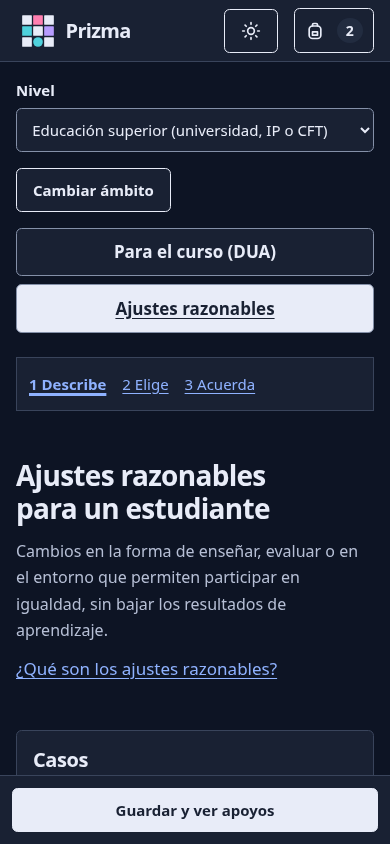 Prizma
2
Nivel
Educación superior (universidad, IP o CFT)
Cambiar ámbito
Para el curso (DUA)
Ajustes razonables
1 Describe 2 Elige 3 Acuerda
Ajustes razonables
para un estudiante
Cambios en la forma de enseñar, evaluar o en
el entorno que permiten participar en
igualdad, sin bajar los resultados de
aprendizaje.
¿Qué son los ajustes razonables?
Casos
Guardar y ver apoyos